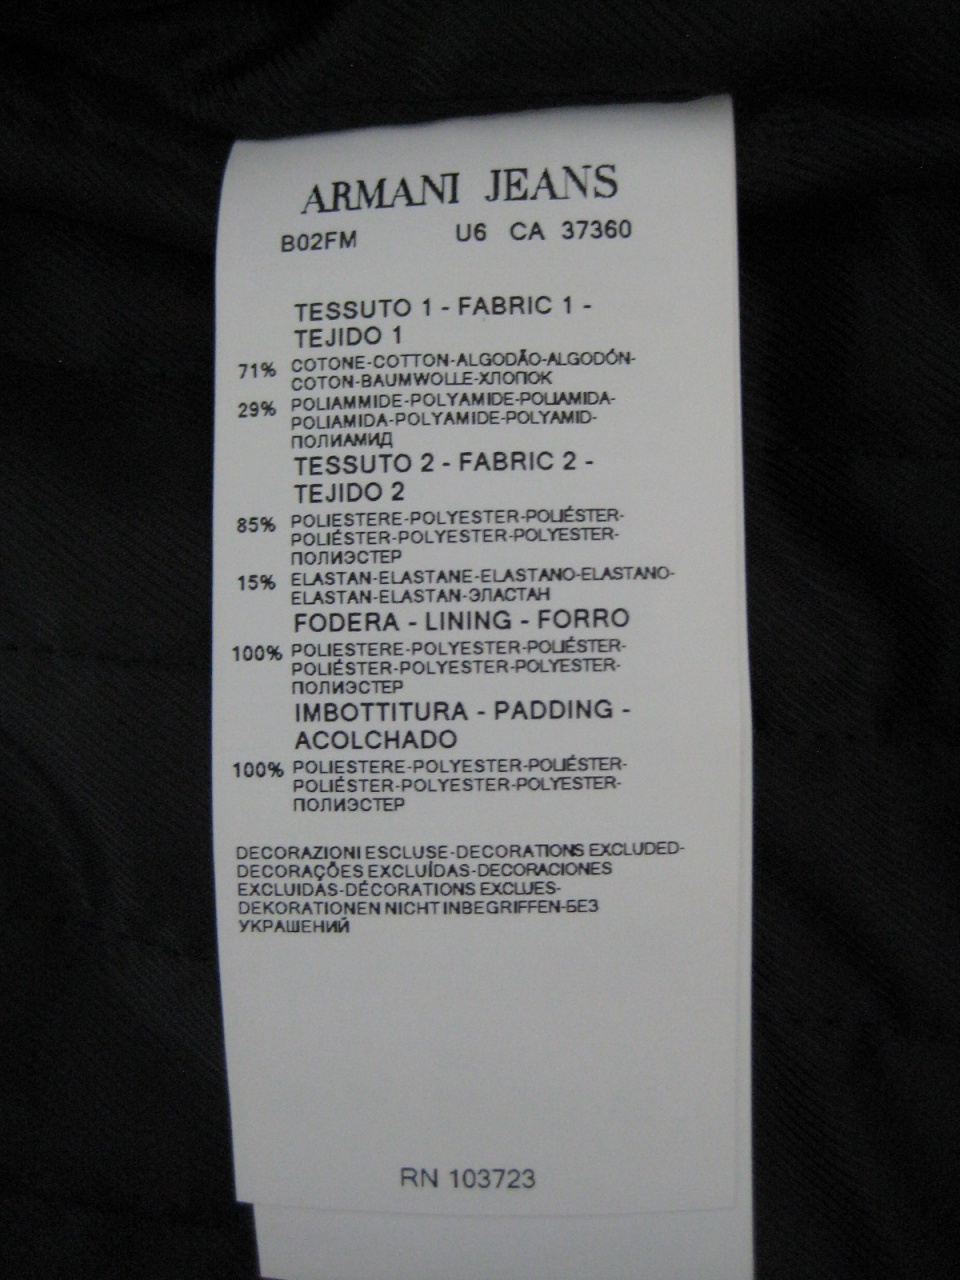 ARMANI JEANS
B02FM U6 CA 37360
TESSUTO 1 - FABRIC 1 -
TEJIDO 1
71% COTONE-COTTON-ALGODÃO-ALGODÓN-
COTON-BAUMWOLLE-ХЛОПОК
29% POLIAMMIDE-POLYAMIDE-POLIAMIDA-
POLIAMIDA-POLYAMIDE-POLYAMID-
ПОЛИАМИД
TESSUTO 2 - FABRIC 2 -
TEJIDO 2
85% POLIESTERE-POLYESTER-POLIÉSTER-
POLIÉSTER-POLYESTER-POLYESTER-
ПОЛИЭСТЕР
15% ELASTAN-ELASTANE-ELASTANO-ELASTANO-
ELASTAN-ELASTAN-ЭЛАСТАН
FODERA - LINING - FORRO
100% POLIESTERE-POLYESTER-POLIÉSTER-
POLIÉSTER-POLYESTER-POLYESTER-
ПОЛИЭСТЕР
IMBOTTITURA - PADDING -
ACOLCHADO
100% POLIESTERE-POLYESTER-POLIÉSTER-
POLIÉSTER-POLYESTER-POLYESTER-
ПОЛИЭСТЕР
DECORAZIONI ESCLUSE-DECORATIONS EXCLUDED-
DECORAÇÕES EXCLUÍDAS-DECORACIONES
EXCLUIDAS-DÉCORATIONS EXCLUES-
DEKORATIONEN NICHT INBEGRIFFEN-БЕЗ
УКРАШЕНИЙ
RN 103723